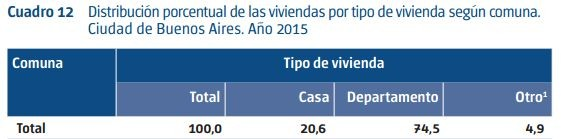 Cuadro 12 Distribución porcentual de las viviendas por tipo de vivienda según comuna.
Ciudad de Buenos Aires. Año 2015
Comuna Tipo de vivienda
Total Casa Departamento Otro¹
Total 100,0 20,6 74,5 4,9